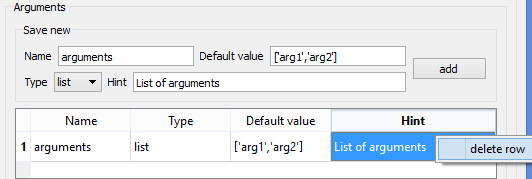 Arguments
Save new
Name arguments Default value ['arg1','arg2']
add
Type list Hint List of arguments
Name Type Default value Hint
1 arguments list ['arg1','arg2'] List of arguments
delete row